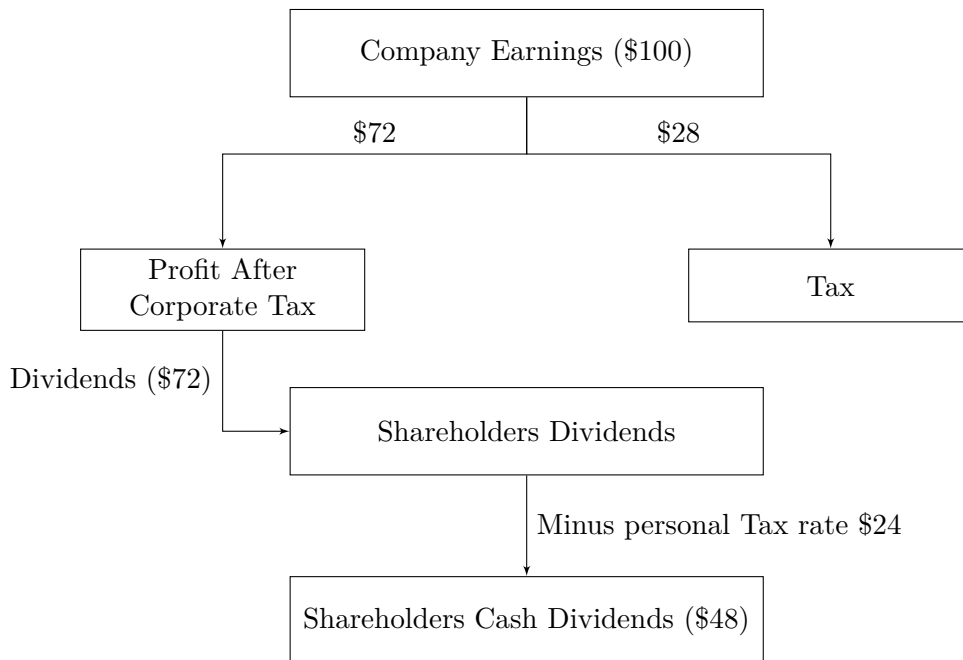 Company Earnings ($100)
$72
$28
Profit After
Corporate Tax
Tax
Dividends ($72)
Shareholders Dividends
Minus personal Tax rate $24
Shareholders Cash Dividends ($48)